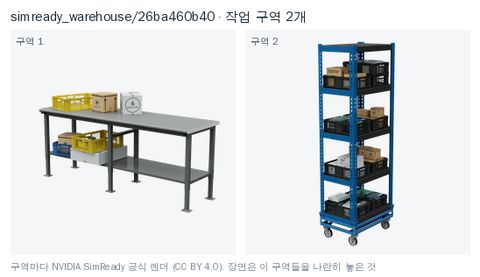 simready_warehouse/26ba460b40 · 작업 구역 2개
구역 1
구역 2
구역마다 NVIDIA SimReady 공식 렌더 (CC BY 4.0). 장면은 이 구역들을 나란히 놓은 것